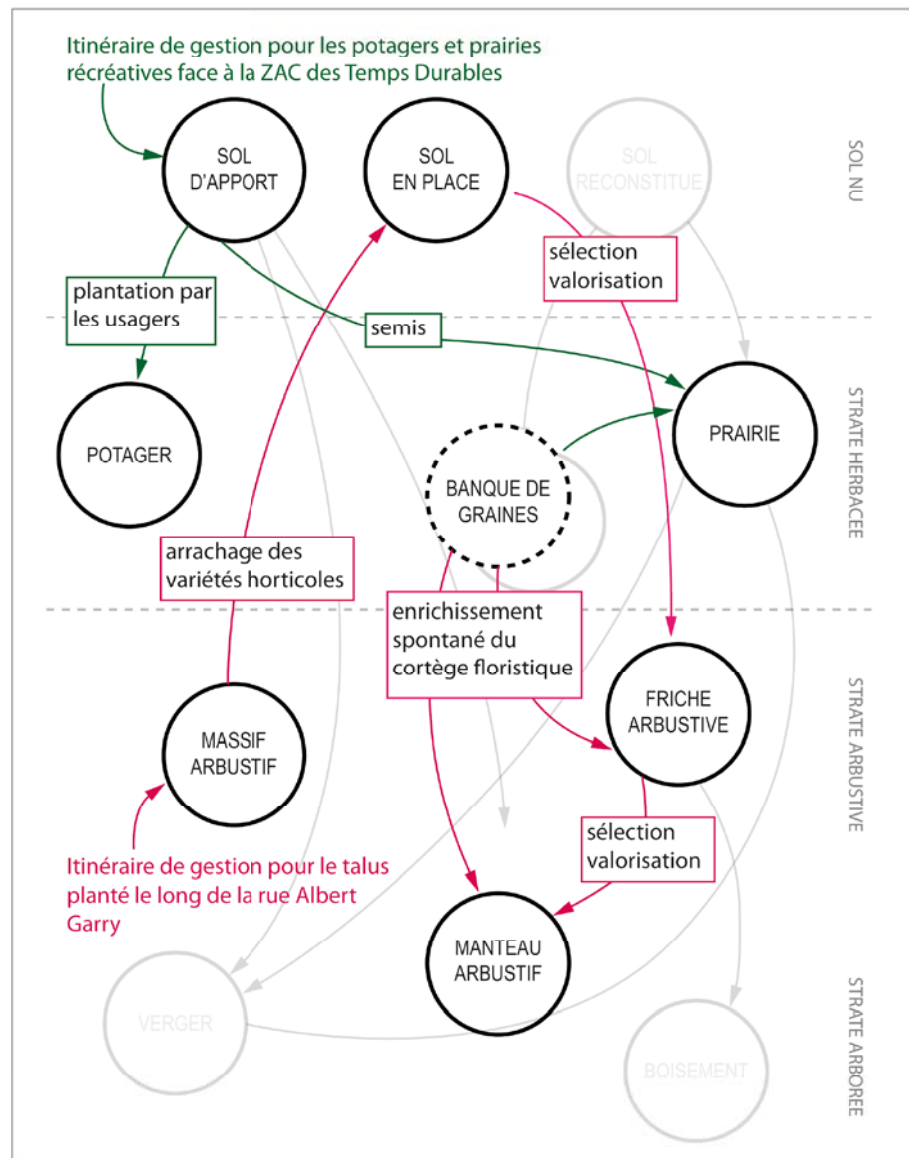 Itinéraire de gestion pour les potagers et prairies
récréatives face à la ZAC des Temps Durables
SOL
D'APPORT
SOL
EN PLACE
SOL
RECONSTITUE
SOL NU
sélection
valorisation
plantation par
les usagers
semis
POTAGER
PRAIRIE
BANQUE DE
GRAINES
STRATE HERBACEE
arrachage des
variétés horticoles
enrichissement
spontané du
cortège floristique
FRICHE
ARBUSTIVE
MASSIF
ARBUSTIF
STRATE ARBUSTIVE
sélection
valorisation
Itinéraire de gestion pour le talus
planté le long de la rue Albert
Garry
MANTEAU
ARBUSTIF
VERGER
BOISEMENT
STRATE ARBOREE